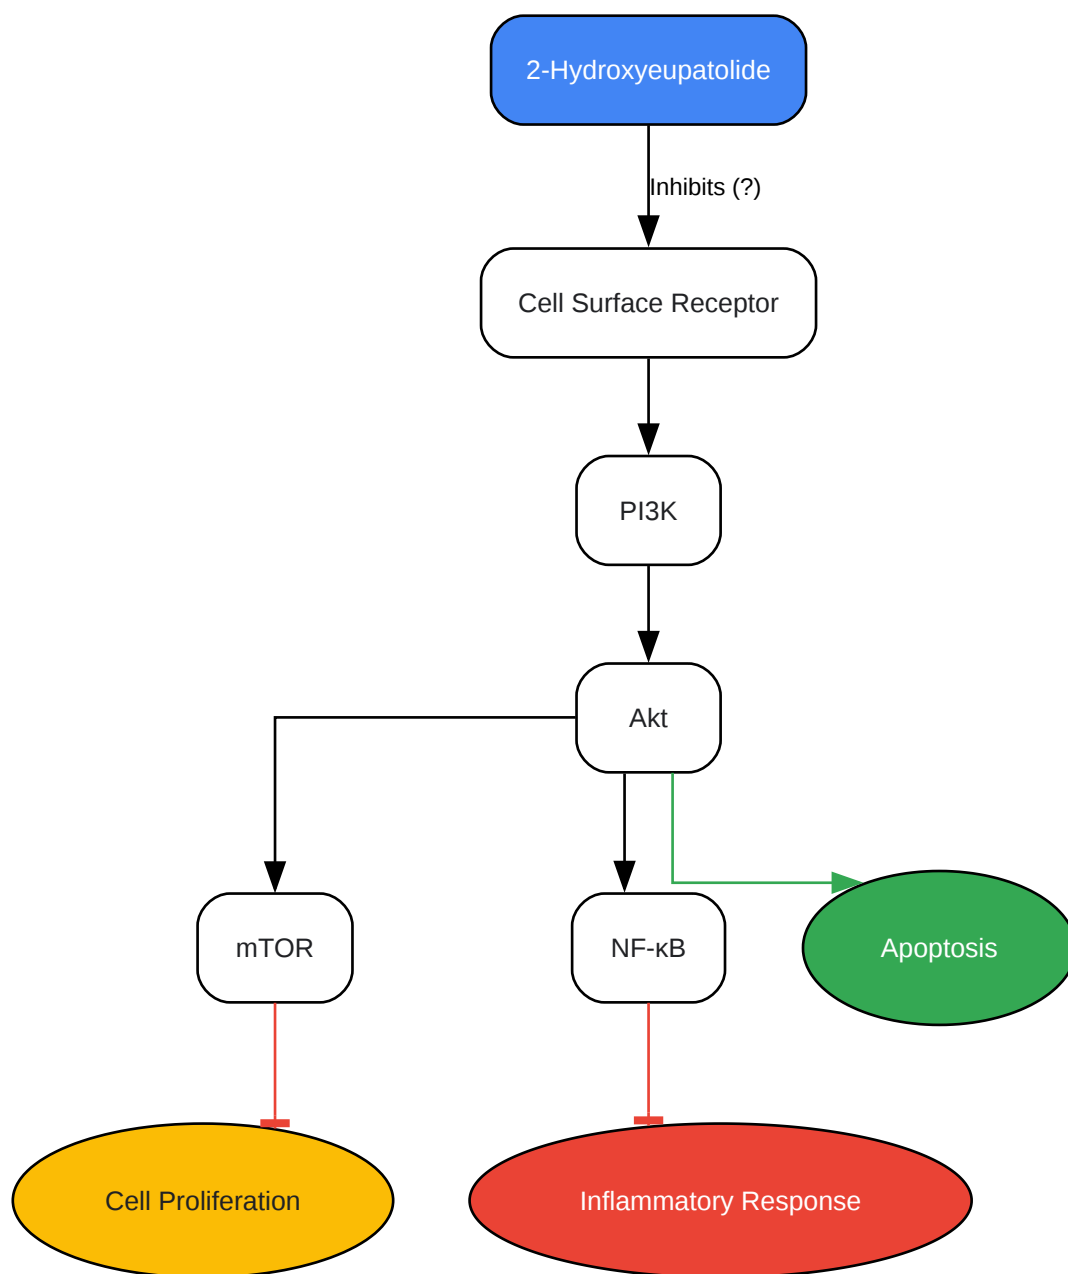 2-Hydroxyeupatolide
Inhibits (?)
Cell Surface Receptor
PI3K
Akt
mTOR
NF-κB
Apoptosis
Cell Proliferation
Inflammatory Response